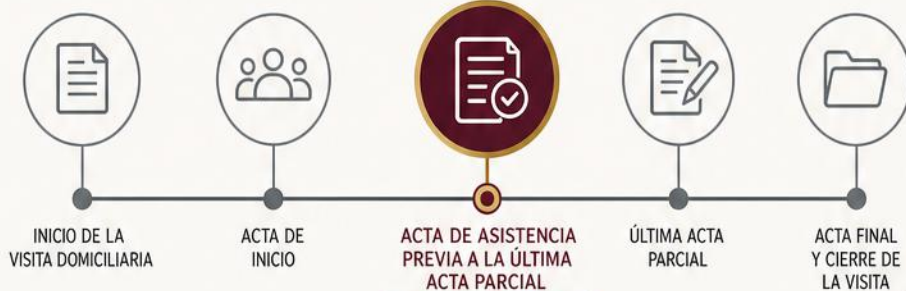 INICIO DE LA
VISITA DOMICILIARIA
ACTA DE
INICIO
ACTA DE ASISTENCIA
PREVIA A LA ÚLTIMA
ACTA PARCIAL
ÚLTIMA ACTA
PARCIAL
ACTA FINAL
Y CIERRE DE
LA VISITA